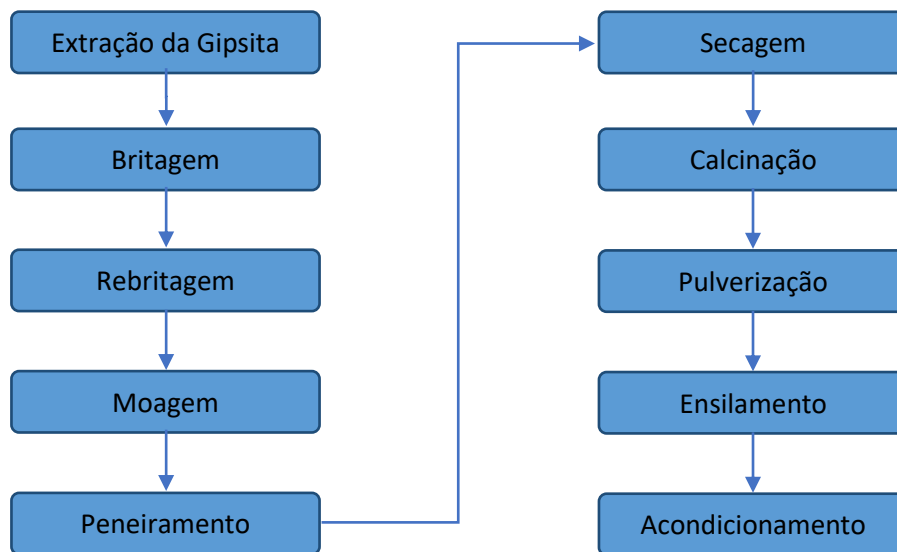 Extração da Gipsita
Britagem
Rebritagem
Moagem
Peneiramento
Secagem
Calcinação
Pulverização
Ensilamento
Acondicionamento